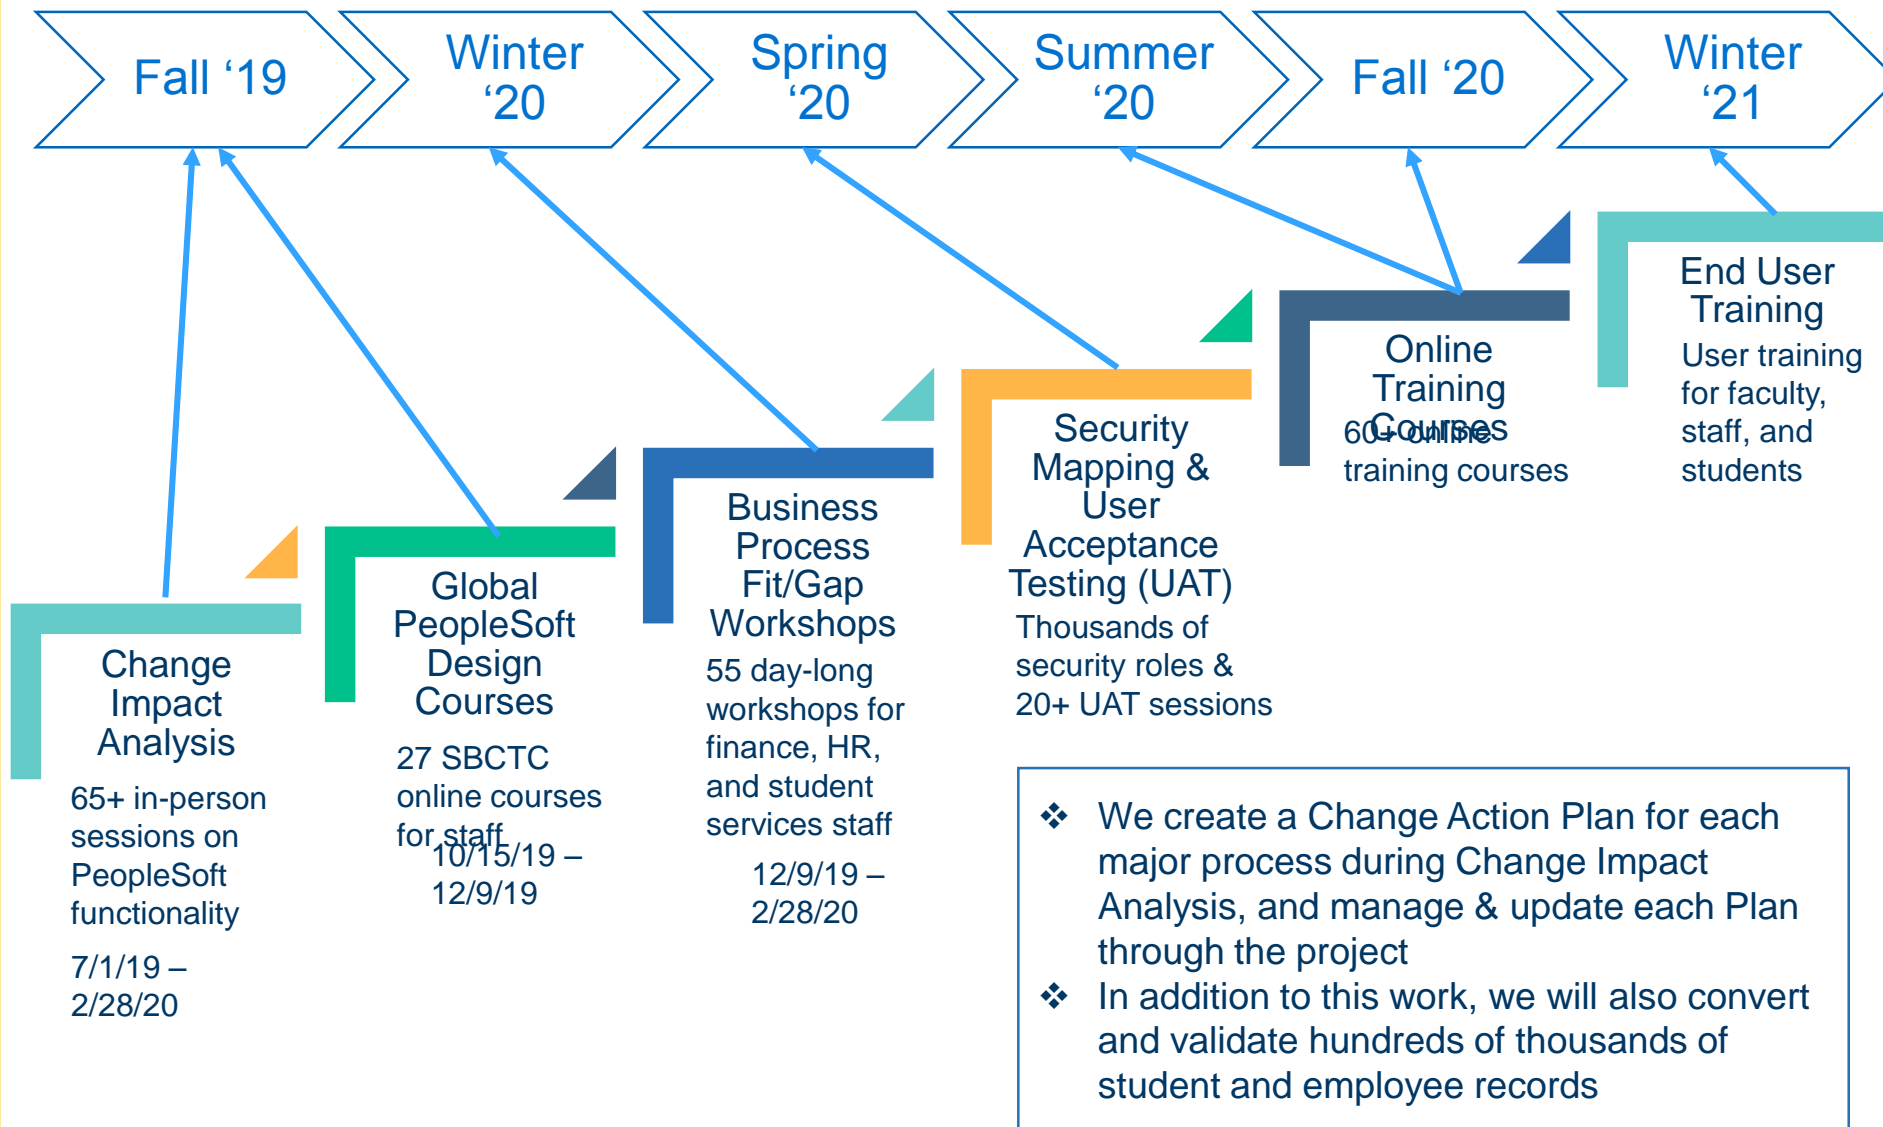 Fall ‘19
Winter
‘20
Spring
‘20
Summer
‘20
Fall ‘20
Winter
‘21
Change
Impact
Analysis
65+ in-person
sessions on
PeopleSoft
functionality
7/1/19 –
2/28/20
Global
PeopleSoft
Design
Courses
27 SBCTC
online courses
for staff
10/15/19 –
12/9/19
Business
Process
Fit/Gap
Workshops
55 day-long
workshops for
finance, HR,
and student
services staff
12/9/19 –
2/28/20
Security
Mapping &
User
Acceptance
Testing (UAT)
Thousands of
security roles &
20+ UAT sessions
Online
Training
Courses
60+ online
training courses
End User
Training
User training
for faculty,
staff, and
students
❖ We create a Change Action Plan for each
major process during Change Impact
Analysis, and manage & update each Plan
through the project
❖ In addition to this work, we will also convert
and validate hundreds of thousands of
student and employee records